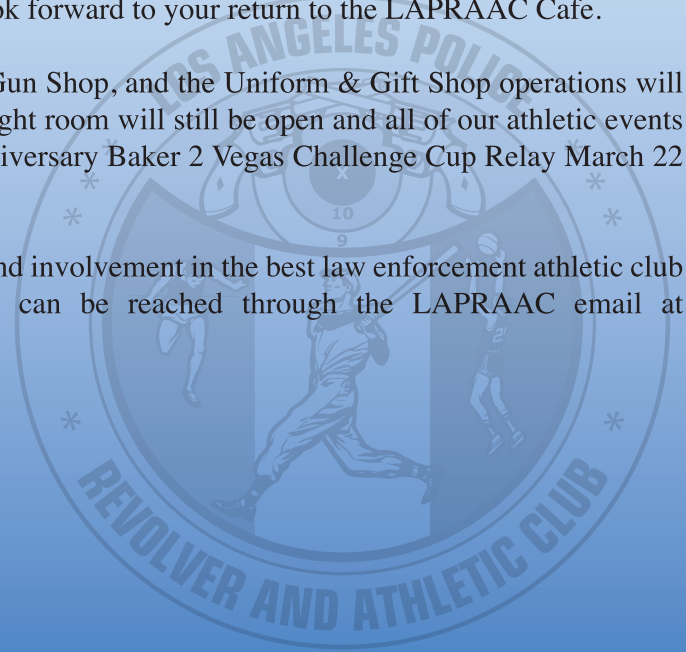 ok forward to your return to the LAPRAAC Cafe.
Gun Shop, and the Uniform & Gift Shop operations will
ght room will still be open and all of our athletic events
iversary Baker 2 Vegas Challenge Cup Relay March 22
nd involvement in the best law enforcement athletic club
can be reached through the LAPRAAC email at
LOS ANGELES POLICE
X
10
9
2
REVOLVER AND ATHLETIC CLUB